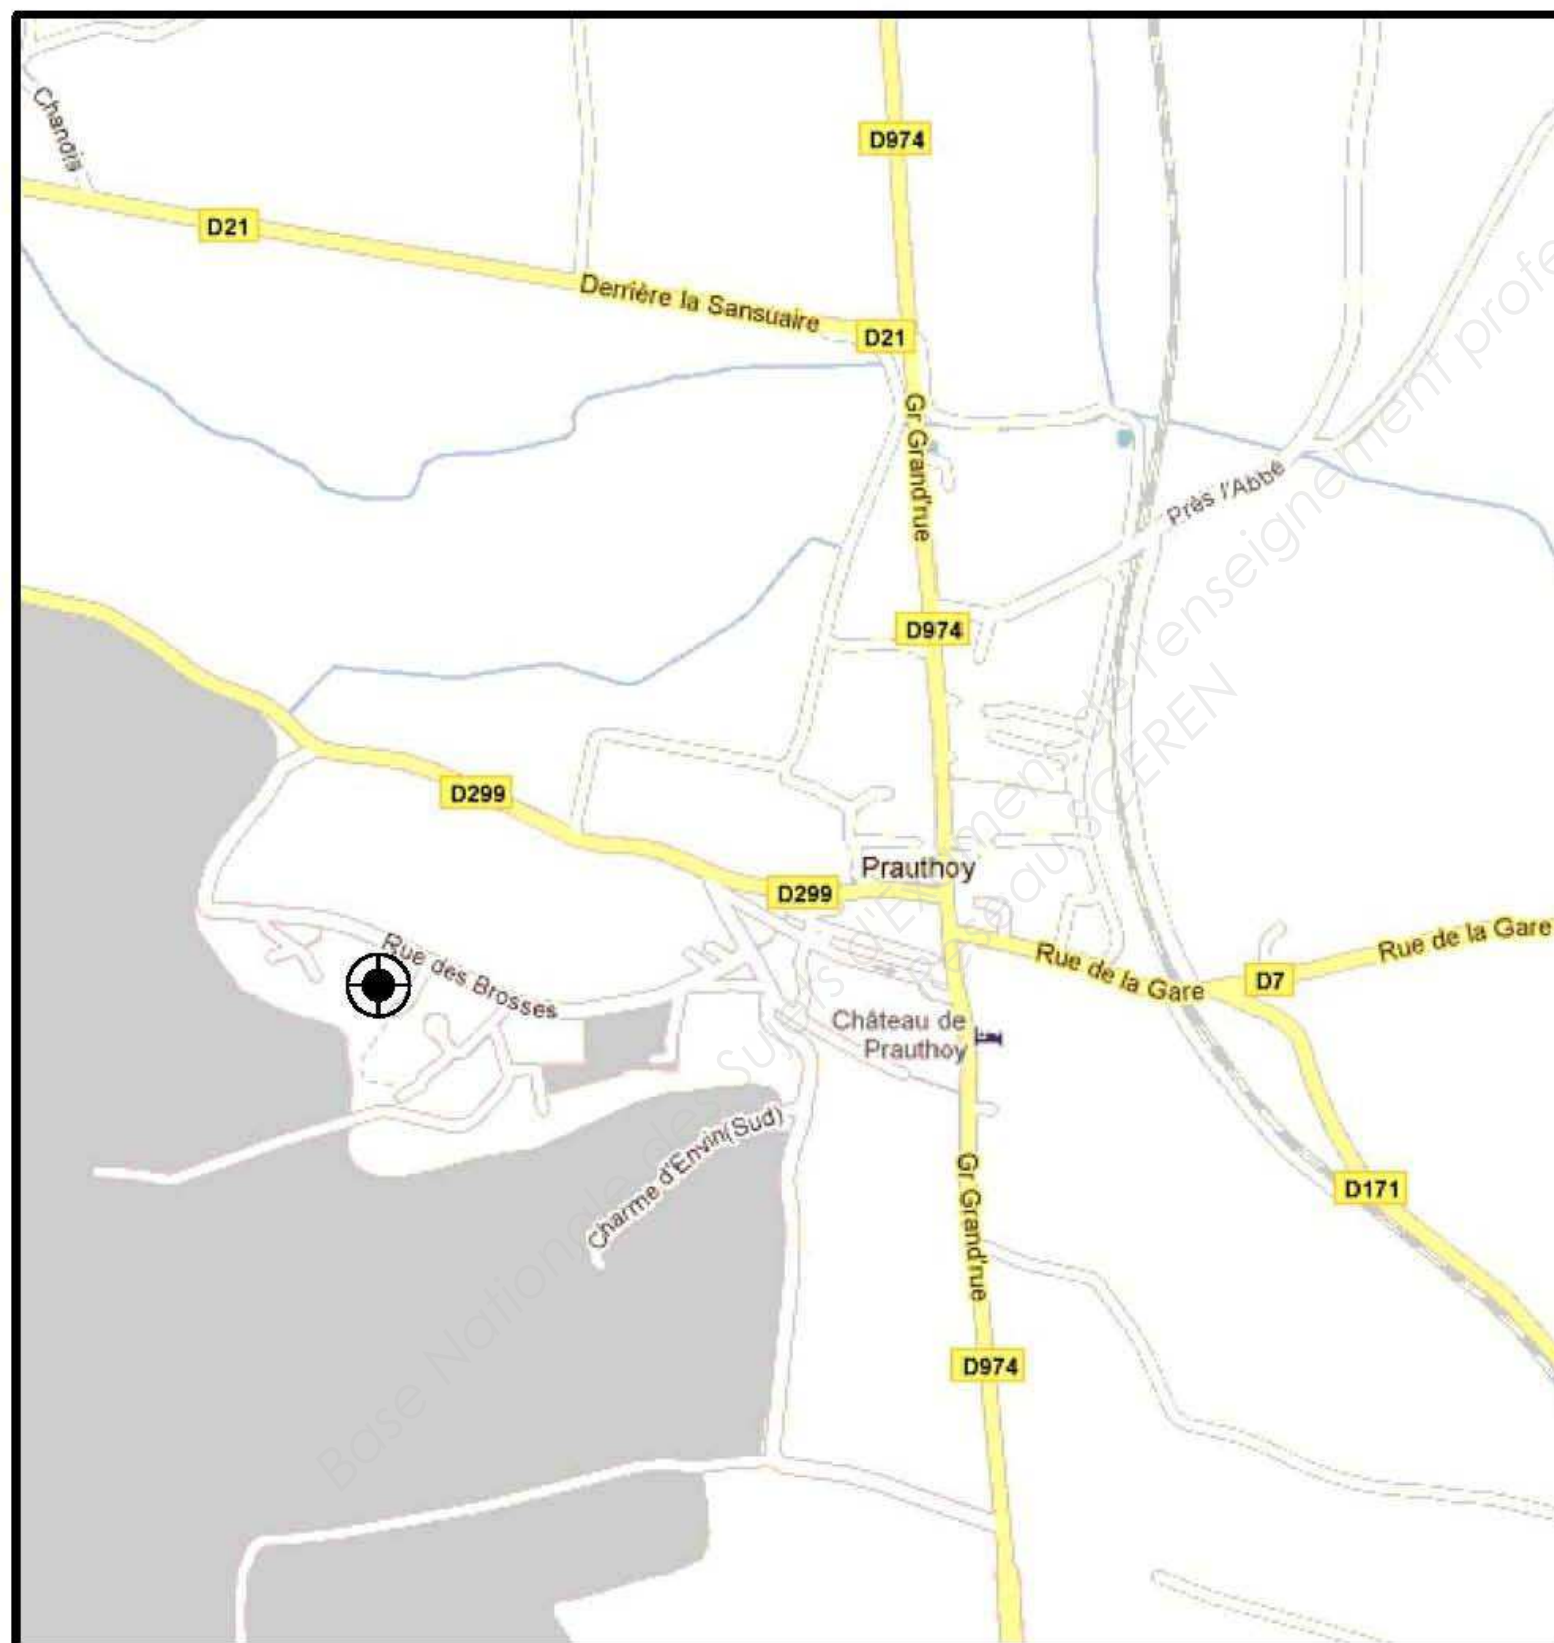 Chanois
D974
D21
Derrière la Sansuaire
D21
Gr Grand'rue
Près l'Abbé
D974
D299
Prauthoy
D299
Rue de la Gare
Rue de la Gare
D7
Rue des Brosses
Château de
Prauthoy
Charme d'Envin(Sud)
D171
Gr Grand'rue
D974
Base Nationale des Sujets d'Examens de l'enseignement profe
Réseau SCEREN